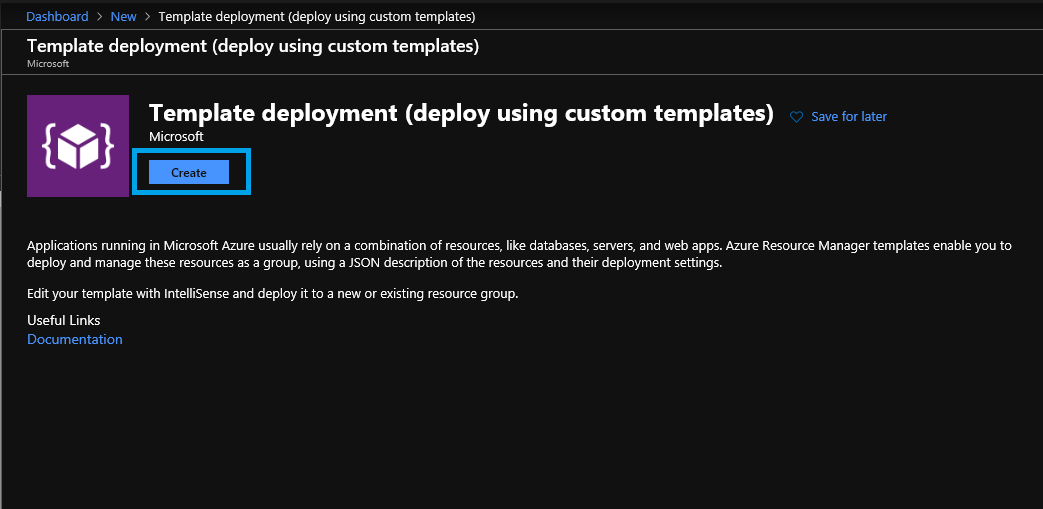 Dashboard > New > Template deployment (deploy using custom templates)
Template deployment (deploy using custom templates)
Microsoft
Template deployment (deploy using custom templates)
Save for later
Microsoft
Create
Applications running in Microsoft Azure usually rely on a combination of resources, like databases, servers, and web apps. Azure Resource Manager templates enable you to
deploy and manage these resources as a group, using a JSON description of the resources and their deployment settings.
Edit your template with IntelliSense and deploy it to a new or existing resource group.
Useful Links
Documentation